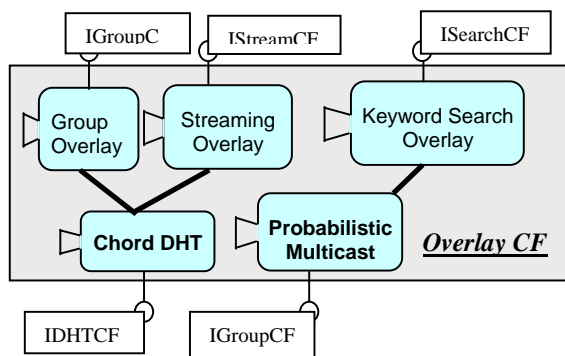 IGroupC
IStreamCF
ISearchCF
Group
Overlay
Streaming
Overlay
Keyword Search
Overlay
Chord DHT
Probabilistic
Multicast
Overlay CF
IDHTCF
IGroupCF